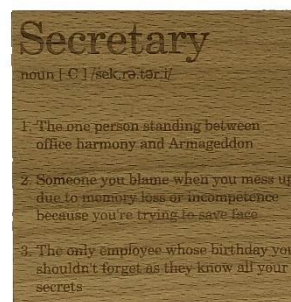 Secretary
noun [ C ] /ˈsek.rə.tər.i/
1. The one person standing between
office harmony and Armageddon
2. Someone you blame when you mess up
due to memory loss or incompetence
because you're trying to save face
3. The only employee whose birthday you
shouldn't forget as they know all your
secrets